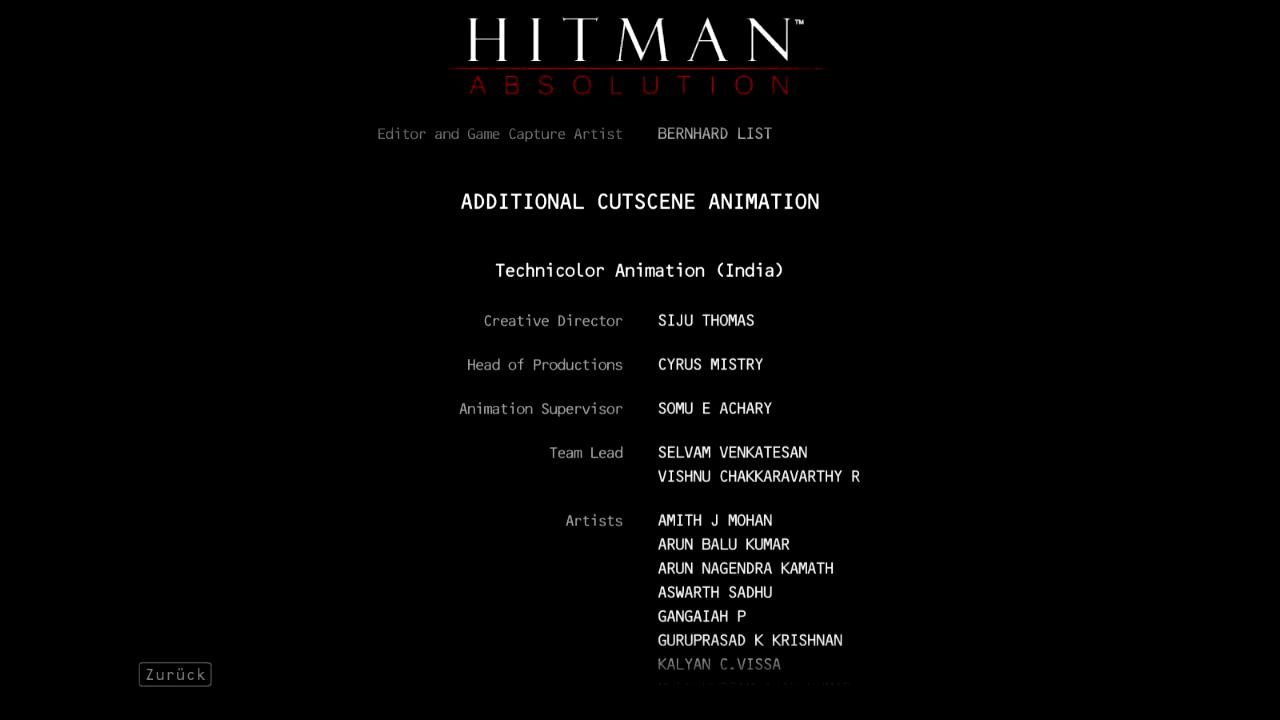 HITMAN™
ABSOLUTION
Editor and Game Capture Artist BERNHARD LIST
ADDITIONAL CUTSCENE ANIMATION
Technicolor Animation (India)
Creative Director SIJU THOMAS
Head of Productions CYRUS MISTRY
Animation Supervisor SOMU E ACHARY
Team Lead SELVAM VENKATESAN
VISHNU CHAKKARAVARTHY R
Artists AMITH J MOHAN
ARUN BALU KUMAR
ARUN NAGENDRA KAMATH
ASWARTH SADHU
GANGAIAH P
GURUPRASAD K KRISHNAN
KALYAN C.VISSA
Zurück